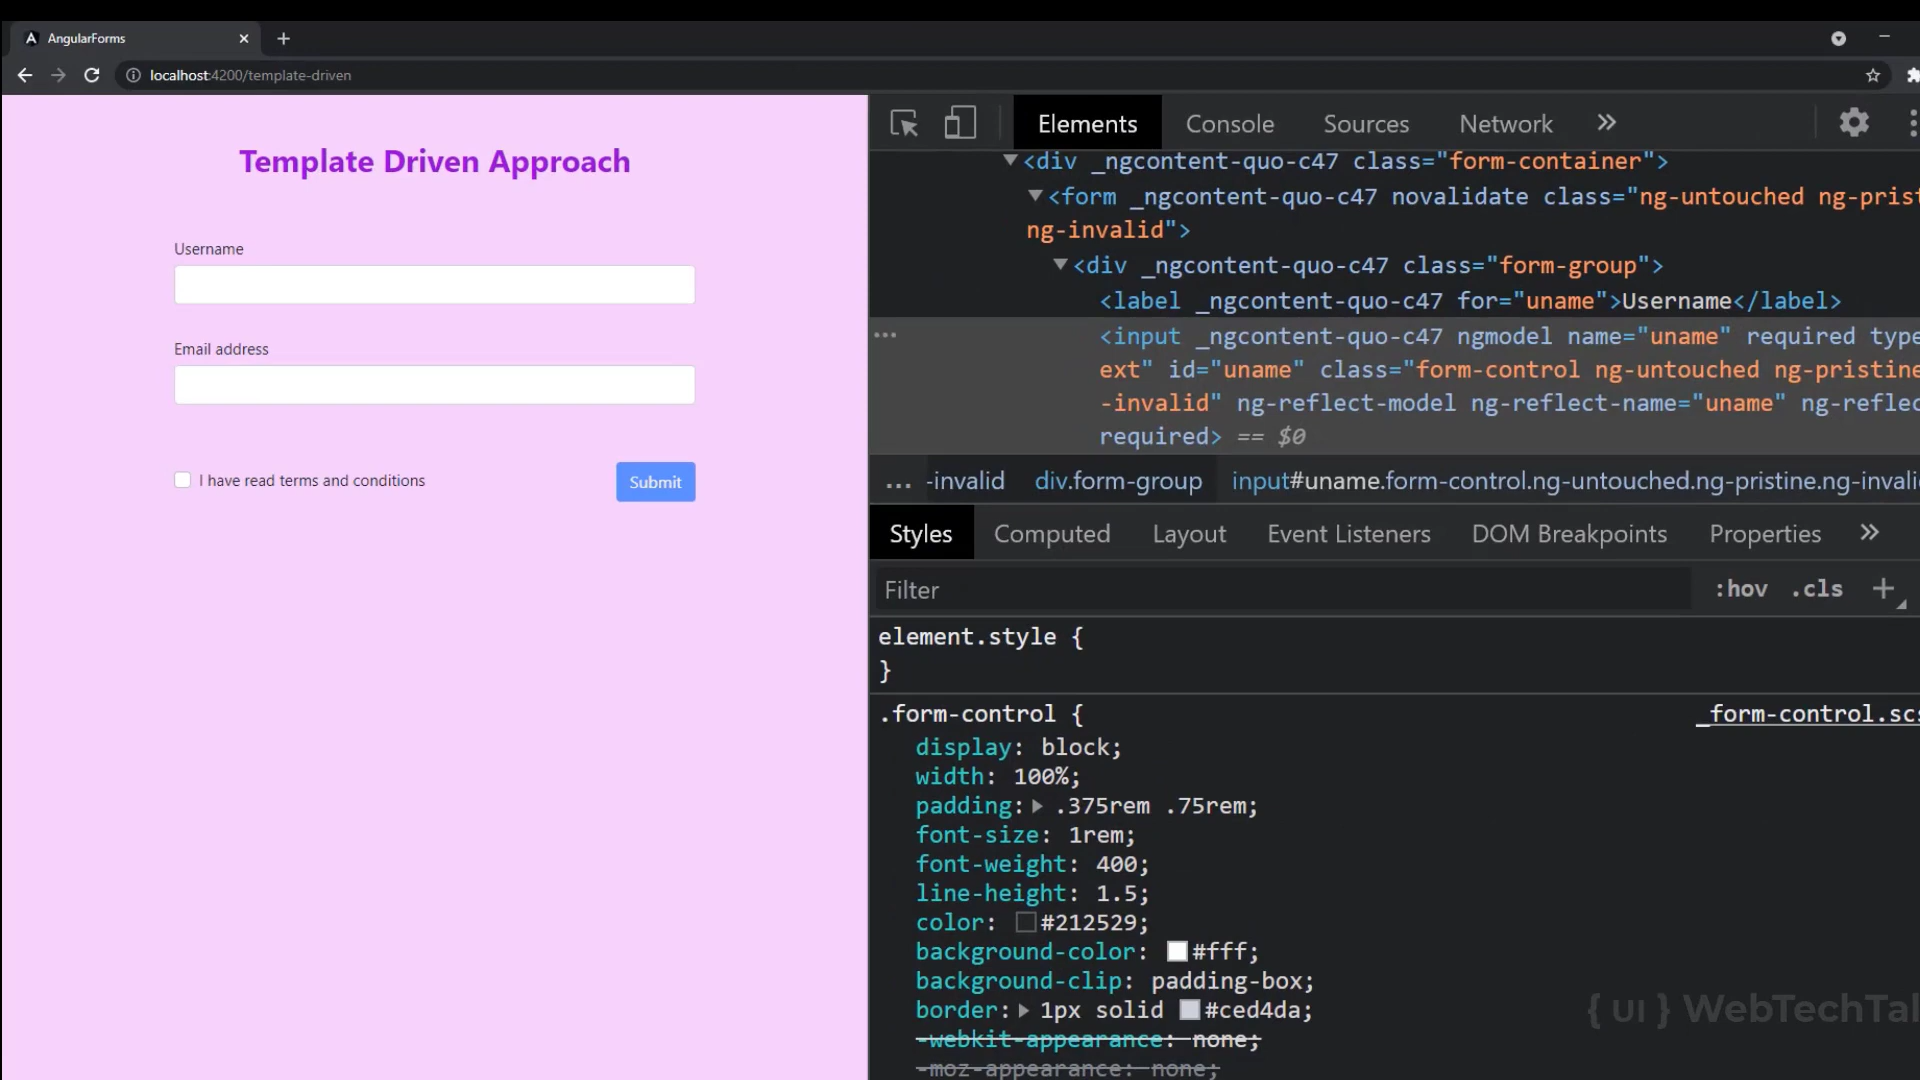 AngularForms
localhost:4200/template-driven
Template Driven Approach
Username
Email address
I have read terms and conditions
Submit
Elements Console Sources Network »
<div _ngcontent-quo-c47 class="form-container">
<form _ngcontent-quo-c47 novalidate class="ng-untouched ng-prist
ng-invalid">
<div _ngcontent-quo-c47 class="form-group">
<label _ngcontent-quo-c47 for="uname">Username</label>
<input _ngcontent-quo-c47 ngmodel name="uname" required type
ext" id="uname" class="form-control ng-untouched ng-pristine
-invalid" ng-reflect-model ng-reflect-name="uname" ng-reflec
required> == $0
... -invalid div.form-group input#uname.form-control.ng-untouched.ng-pristine.ng-invali
Styles Computed Layout Event Listeners DOM Breakpoints Properties »
Filter :hov .cls +
element.style {
}
.form-control { _form-control.scs
display: block;
width: 100%;
padding: .375rem .75rem;
font-size: 1rem;
font-weight: 400;
line-height: 1.5;
color: #212529;
background-color: #fff;
background-clip: padding-box;
border: 1px solid #ced4da;
-webkit-appearance: none;
-moz-appearance: none;
{ UI } WebTechTal